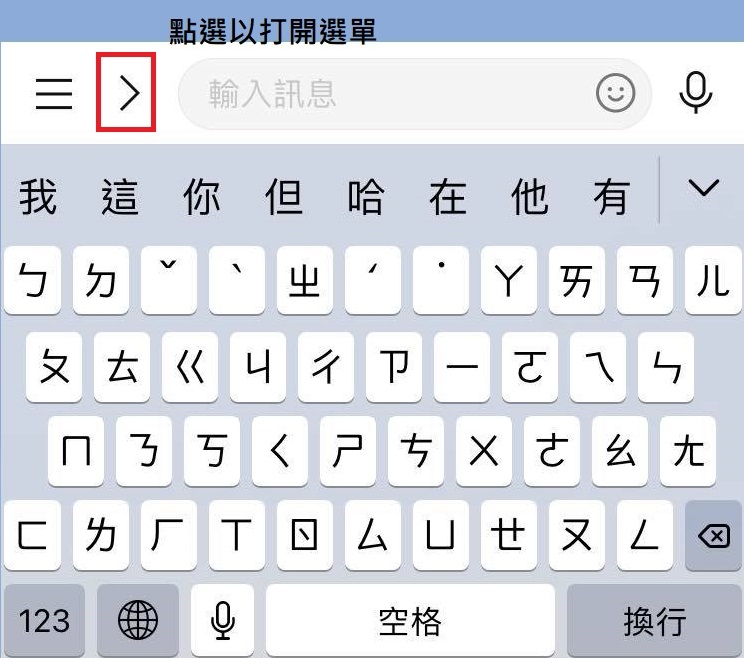 點選以打開選單
輸入訊息
我 這 你 但 哈 在 他 有
ㄅ ㄉ ˇ ˋ ㄓ ˊ ˙ ㄚ ㄞ ㄢ ㄦ
ㄆ ㄊ ㄍ ㄐ ㄔ ㄗ ㄧ ㄛ ㄟ ㄣ
ㄇ ㄋ ㄎ ㄑ ㄕ ㄘ ㄨ ㄜ ㄠ ㄤ
ㄈ ㄌ ㄏ ㄒ ㄖ ㄙ ㄩ ㄝ ㄡ ㄥ
123 空格 換行